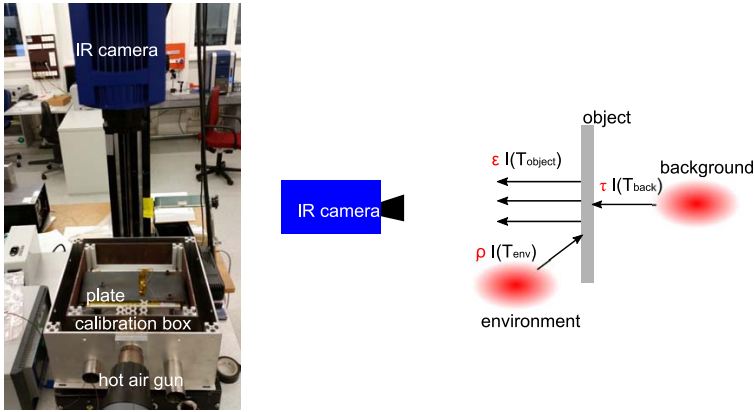 IR camera
plate
calibration box
hot air gun
object
ε I(Tobject)
background
τ I(Tback)
IR camera
ρ I(Tenv)
environment